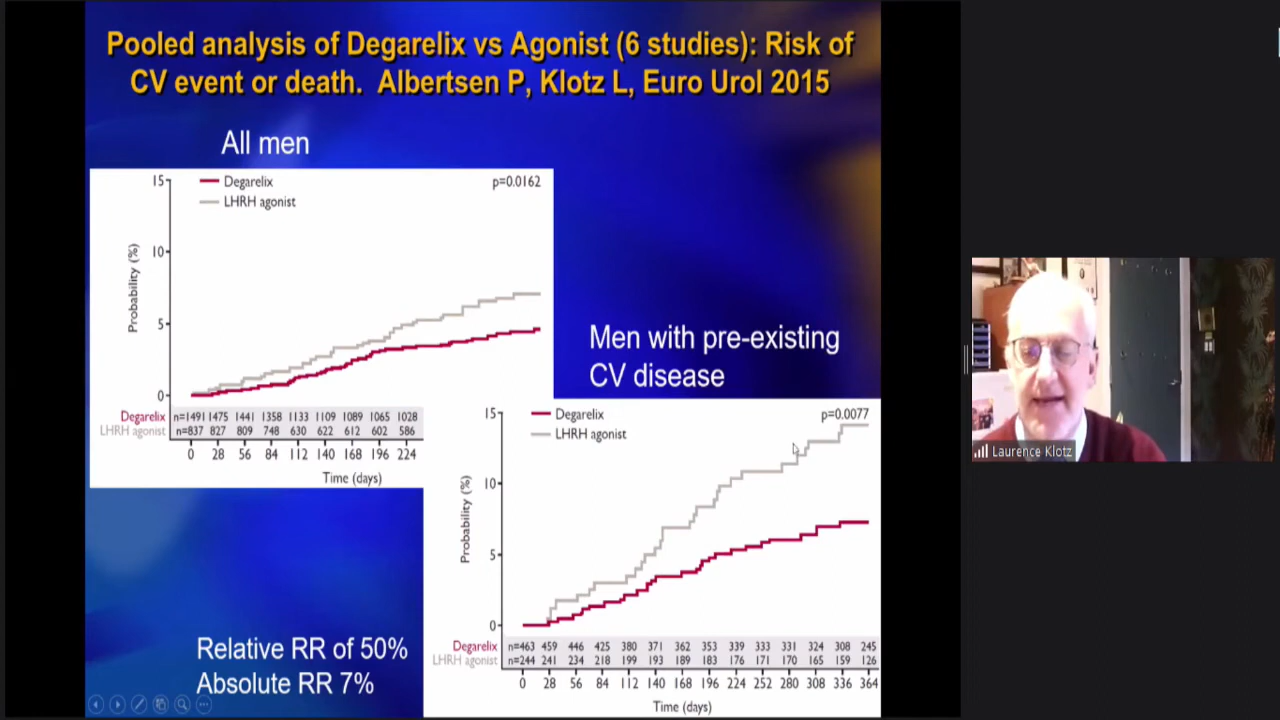 Pooled analysis of Degarelix vs Agonist (6 studies): Risk of
CV event or death. Albertsen P, Klotz L, Euro Urol 2015
All men
15
Degarelix
p=0.0162
LHRH agonist
10
Probability (%)
5
0
Degarelix n=1491 1475 1441 1358 1133 1109 1089 1065 1028
LHRH agonist n=837 827 809 748 630 622 612 602 586
0 28 56 84 112 140 168 196 224
Time (days)
Men with pre-existing
CV disease
15
Degarelix
p=0.0077
LHRH agonist
10
Probability (%)
5
0
Degarelix n=463 459 446 425 380 371 362 353 339 333 331 324 308 245
LHRH agonist n=244 241 234 218 199 193 189 183 176 171 170 165 159 126
0 28 56 84 112 140 168 196 224 252 280 308 336 364
Time (days)
Relative RR of 50%
Absolute RR 7%
Laurence Klotz